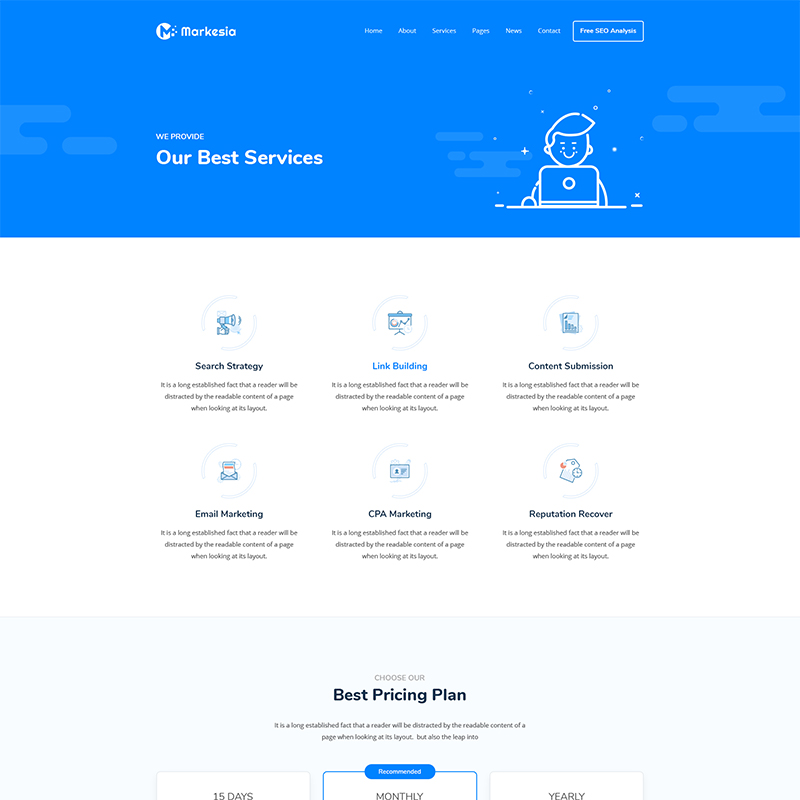 Markesia
Home About Services Pages News Contact Free SEO Analysis
WE PROVIDE
Our Best Services
Search Strategy
It is a long established fact that a reader will be
distracted by the readable content of a page
when looking at its layout.
Link Building
It is a long established fact that a reader will be
distracted by the readable content of a page
when looking at its layout.
Content Submission
It is a long established fact that a reader will be
distracted by the readable content of a page
when looking at its layout.
Email Marketing
It is a long established fact that a reader will be
distracted by the readable content of a page
when looking at its layout.
CPA Marketing
It is a long established fact that a reader will be
distracted by the readable content of a page
when looking at its layout.
Reputation Recover
It is a long established fact that a reader will be
distracted by the readable content of a page
when looking at its layout.
CHOOSE OUR
Best Pricing Plan
It is a long established fact that a reader will be distracted by the readable content of a
page when looking at its layout. but also the leap into
Recommended
15 DAYS
MONTHLY
YEARLY